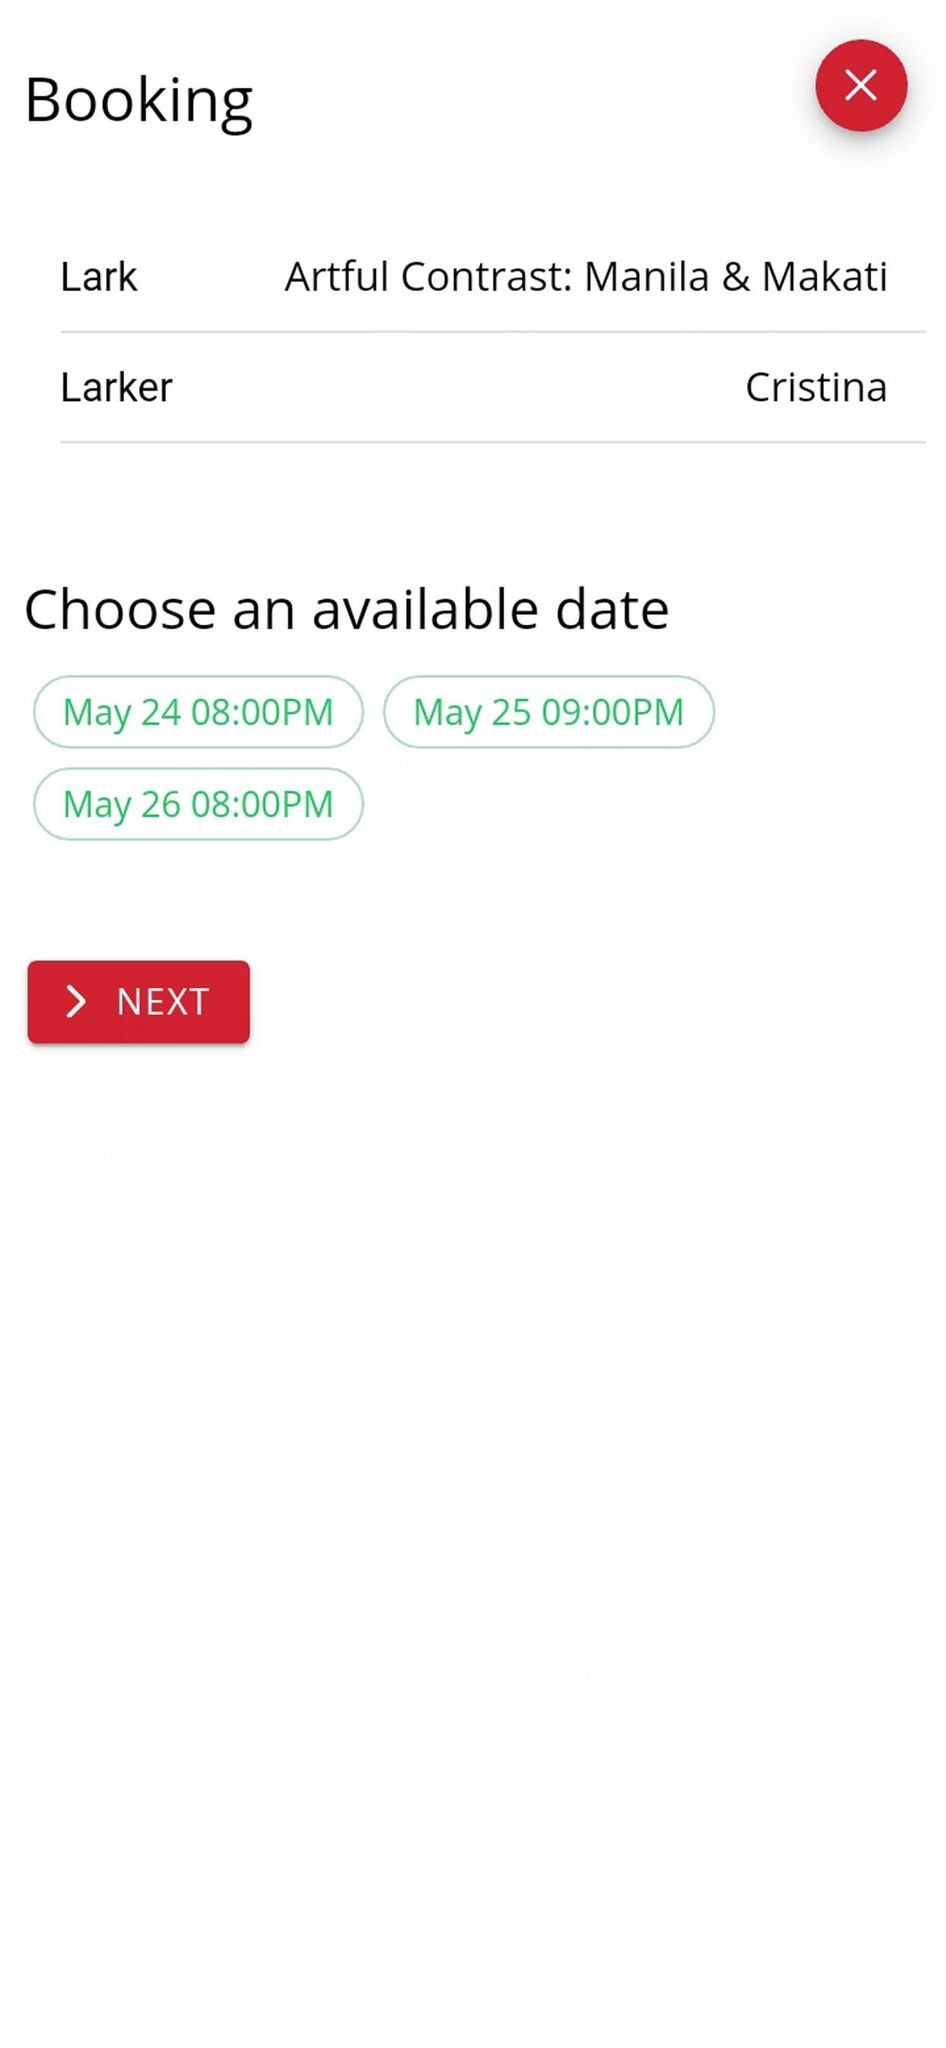 Booking
Lark Artful Contrast: Manila & Makati
Larker Cristina
Choose an available date
May 24 08:00PM May 25 09:00PM
May 26 08:00PM
NEXT